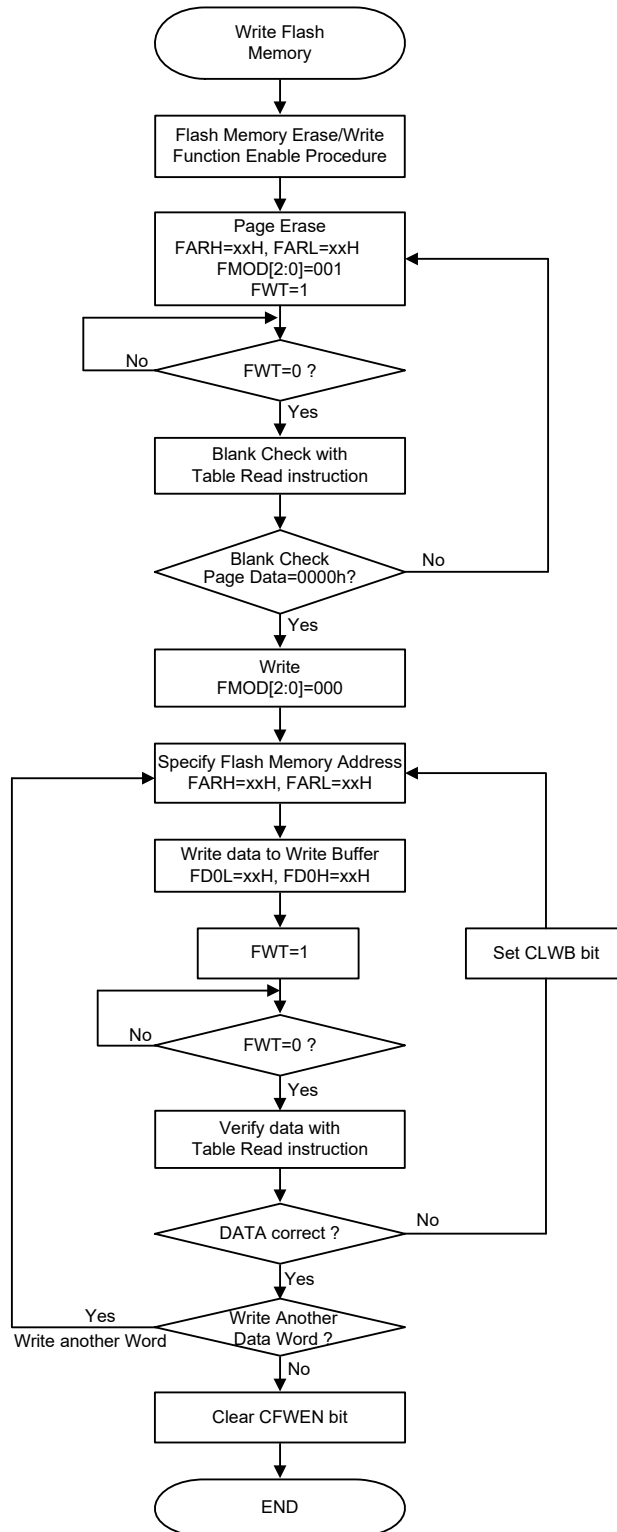 Write Flash
Memory
Flash Memory Erase/Write
Function Enable Procedure
Page Erase
FARH=xxH, FARL=xxH
FMOD[2:0]=001
FWT=1
No
FWT=0 ?
Yes
Blank Check with
Table Read instruction
Blank Check
Page Data=0000h?
No
Yes
Write
FMOD[2:0]=000
Specify Flash Memory Address
FARH=xxH, FARL=xxH
Write data to Write Buffer
FD0L=xxH, FD0H=xxH
FWT=1
Set CLWB bit
No
FWT=0 ?
Yes
Verify data with
Table Read instruction
DATA correct ?
No
Yes
Yes
Write another Word
Write Another
Data Word ?
No
Clear CFWEN bit
END